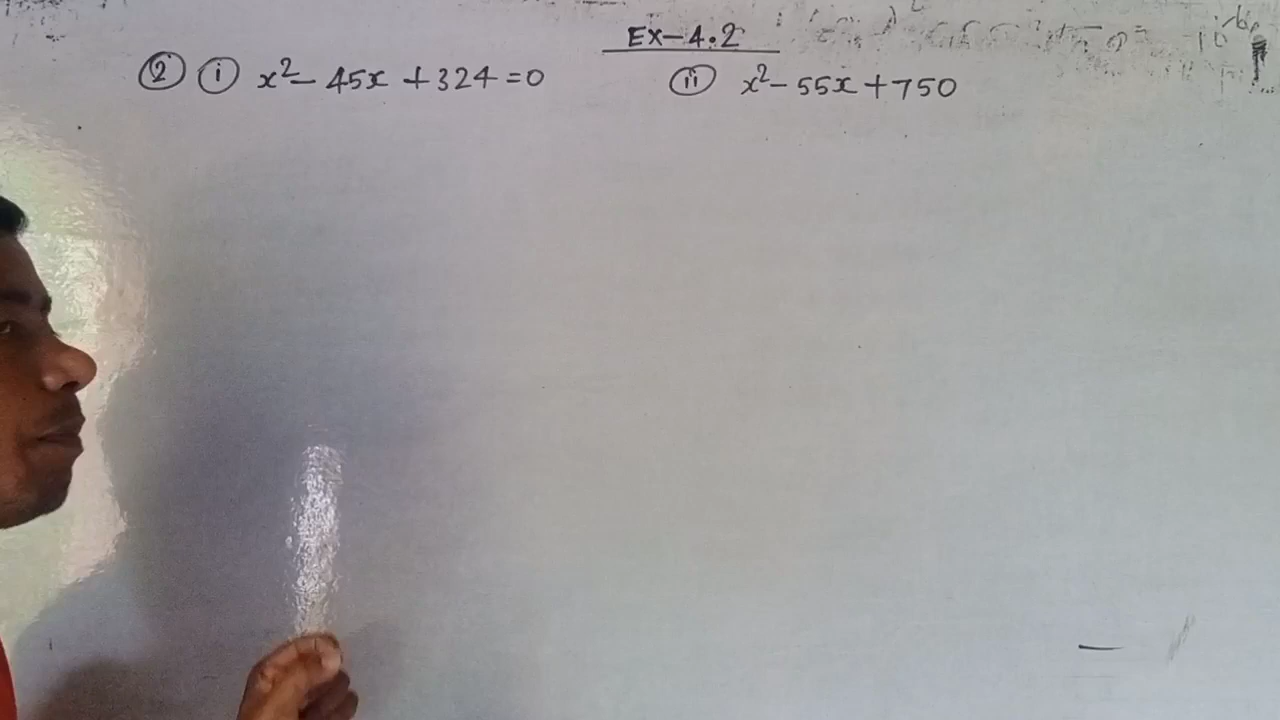 Ex-4.2
② ⓘ x² - 45x + 324 = 0 ⓘⓘ x² - 55x + 750